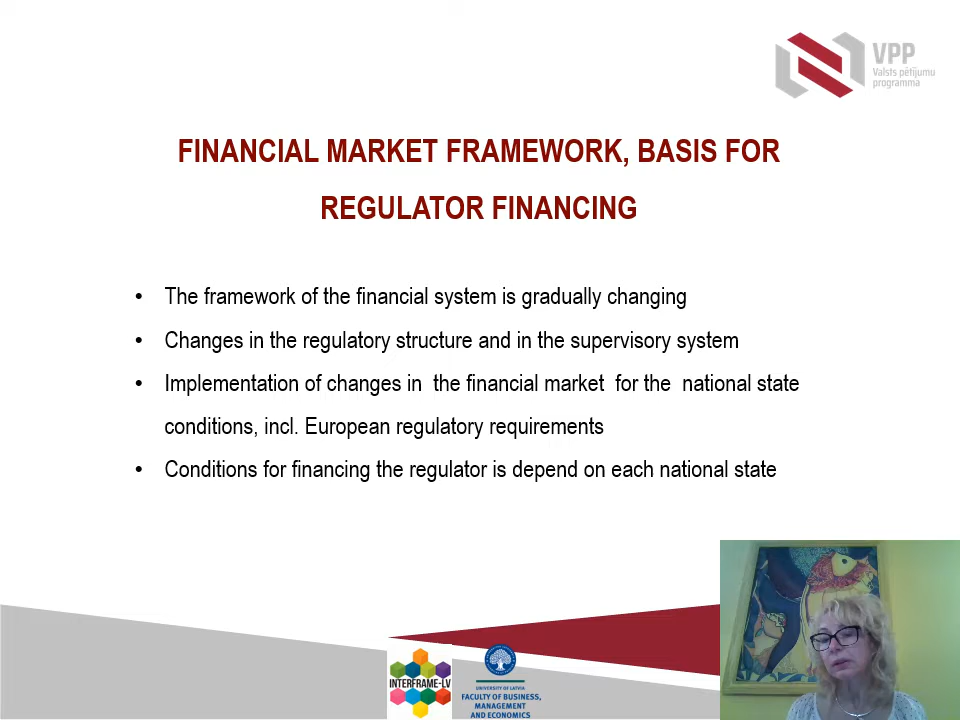 VPP
Valsts pētījumu
programma
FINANCIAL MARKET FRAMEWORK, BASIS FOR
REGULATOR FINANCING
• The framework of the financial system is gradually changing
• Changes in the regulatory structure and in the supervisory system
• Implementation of changes in the financial market for the national state
conditions, incl. European regulatory requirements
• Conditions for financing the regulator is depend on each national state
INTERFRAME-LV
UNIVERSITY OF LATVIA
FACULTY OF BUSINESS,
MANAGEMENT
AND ECONOMICS